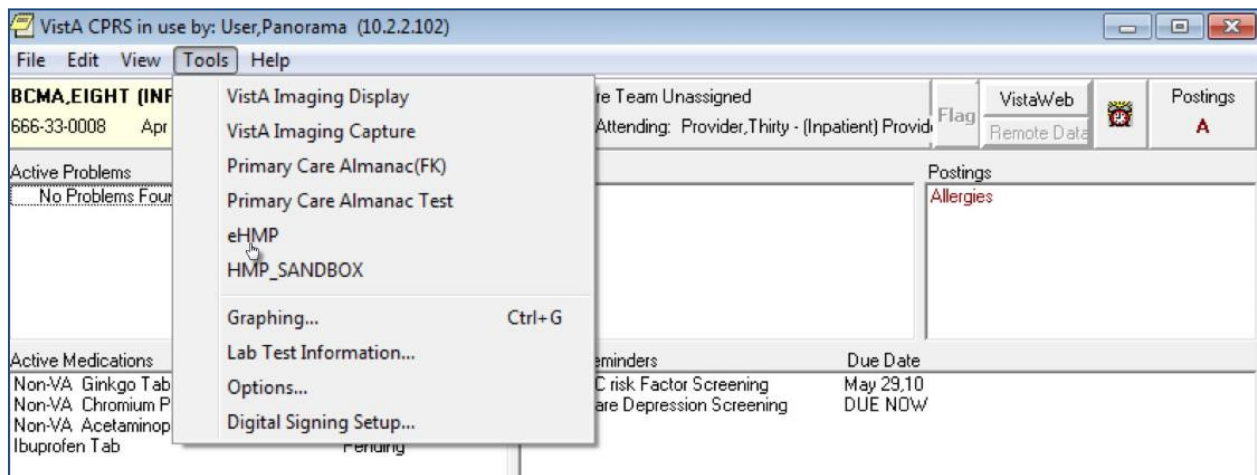 VistA CPRS in use by: User,Panorama (10.2.2.102)
File Edit View Tools Help
BCMA,EIGHT (INP
666-33-0008 Apr
re Team Unassigned
Attending: Provider,Thirty - (Inpatient) Provide
Flag
VistaWeb
Remote Data
Postings
A
VistA Imaging Display
VistA Imaging Capture
Primary Care Almanac(FK)
Primary Care Almanac Test
eHMP
HMP_SANDBOX
Graphing... Ctrl+G
Lab Test Information...
Options...
Digital Signing Setup...
Active Problems
No Problems Four
Postings
Allergies
Active Medications
Non-VA Ginkgo Tab
Non-VA Chromium P
Non-VA Acetaminop
Ibuprofen Tab Pending
eminders Due Date
C risk Factor Screening May 29,10
are Depression Screening DUE NOW